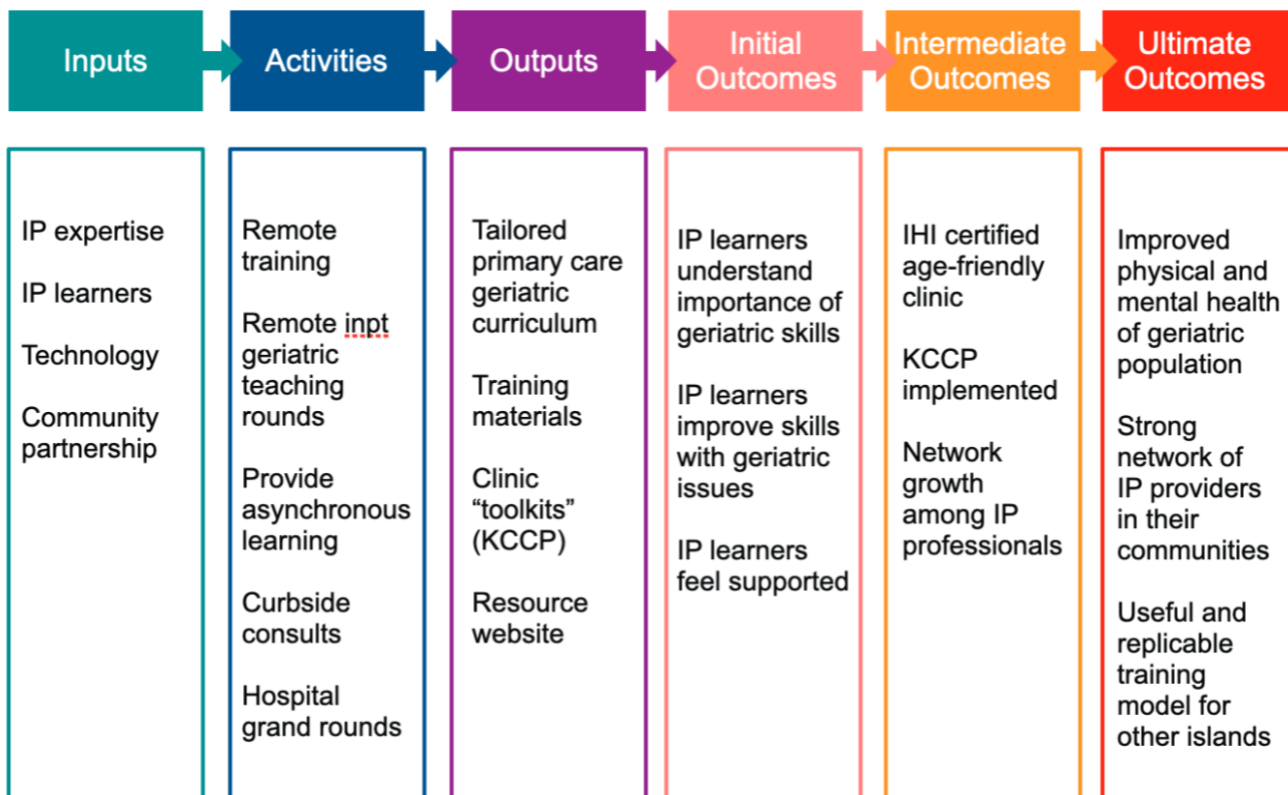 Inputs
Activities
Outputs
Initial
Outcomes
Intermediate
Outcomes
Ultimate
Outcomes
IP expertise
IP learners
Technology
Community
partnership
Remote
training
Remote inpt
geriatric
teaching
rounds
Provide
asynchronous
learning
Curbside
consults
Hospital
grand rounds
Tailored
primary care
geriatric
curriculum
Training
materials
Clinic
“toolkits”
(KCCP)
Resource
website
IP learners
understand
importance of
geriatric skills
IP learners
improve skills
with geriatric
issues
IP learners
feel supported
IHI certified
age-friendly
clinic
KCCP
implemented
Network
growth
among IP
professionals
Improved
physical and
mental health
of geriatric
population
Strong
network of
IP providers
in their
communities
Useful and
replicable
training
model for
other islands